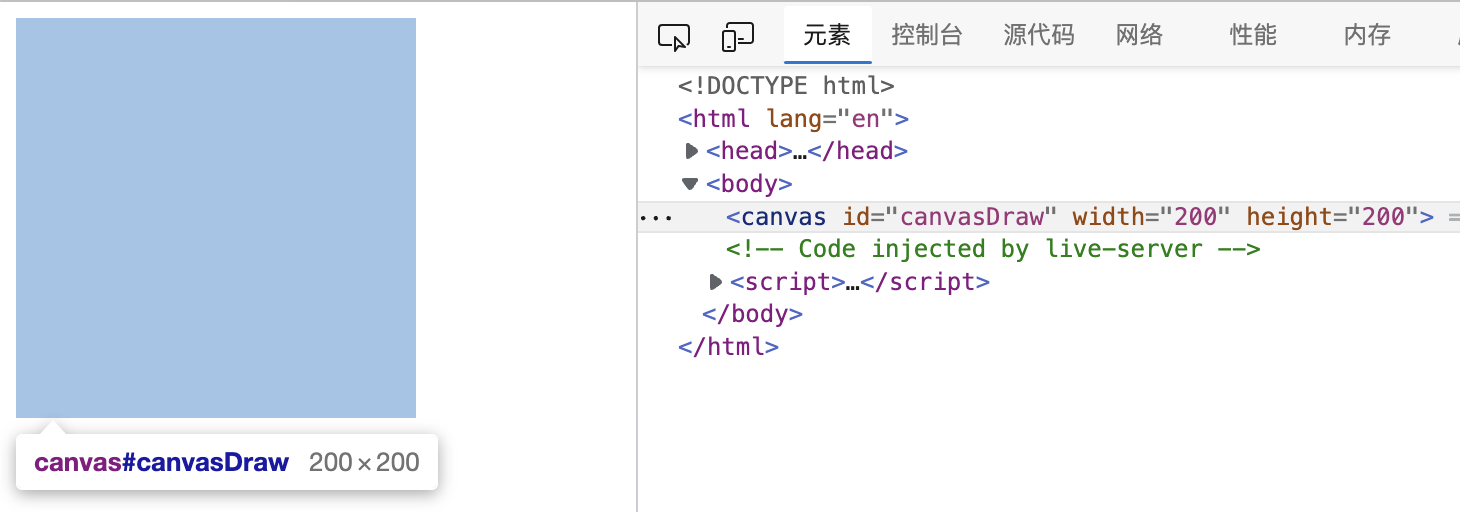 元素 控制台 源代码 网络 性能 内存
<!DOCTYPE html>
<html lang="en">
<head>…</head>
<body>
<canvas id="canvasDraw" width="200" height="200"> =
<!-- Code injected by live-server -->
<script>…</script>
</body>
</html>
canvas#canvasDraw 200×200